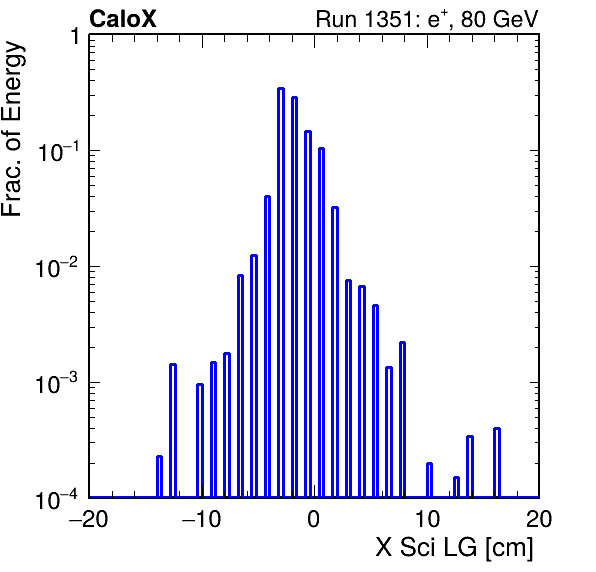 CaloX Run 1351: e⁺, 80 GeV
Frac. of Energy
1
10⁻¹
10⁻²
10⁻³
10⁻⁴
−20 −10 0 10 20
X Sci LG [cm]